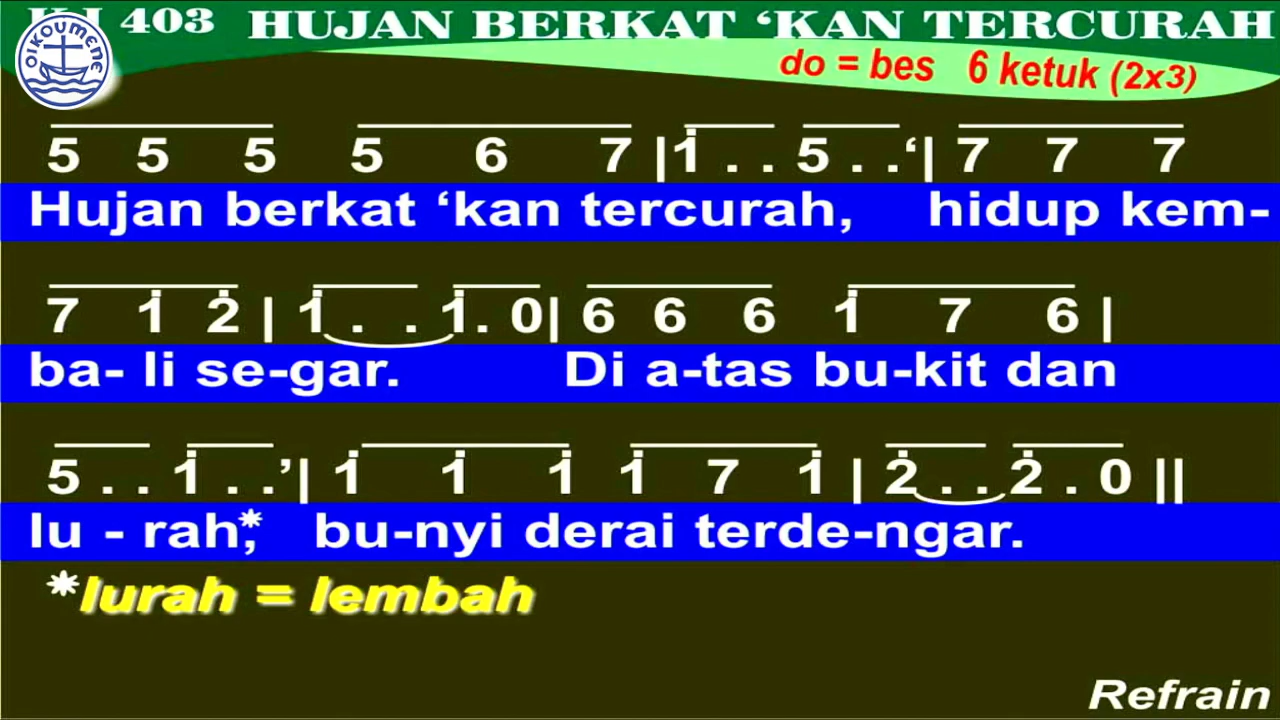 KJ 403 HUJAN BERKAT ‘KAN TERCURAH
OIKOUMENE
do = bes 6 ketuk (2x3)
5 5 5 5 6 7 | 1̇ . . 5 . .‘| 7 7 7
Hujan berkat ‘kan tercurah, hidup kem-
7 1̇ 2̇ | 1̇ . . 1̇ . 0 | 6 6 6 1̇ 7 6 |
ba- li se-gar. Di a-tas bu-kit dan
5 . . 1̇ . .’| 1̇ 1̇ 1̇ 1̇ 7 1̇ | 2̇ . . 2̇ . 0 ||
lu - rah,* bu-nyi derai terde-ngar.
*lurah = lembah
Refrain